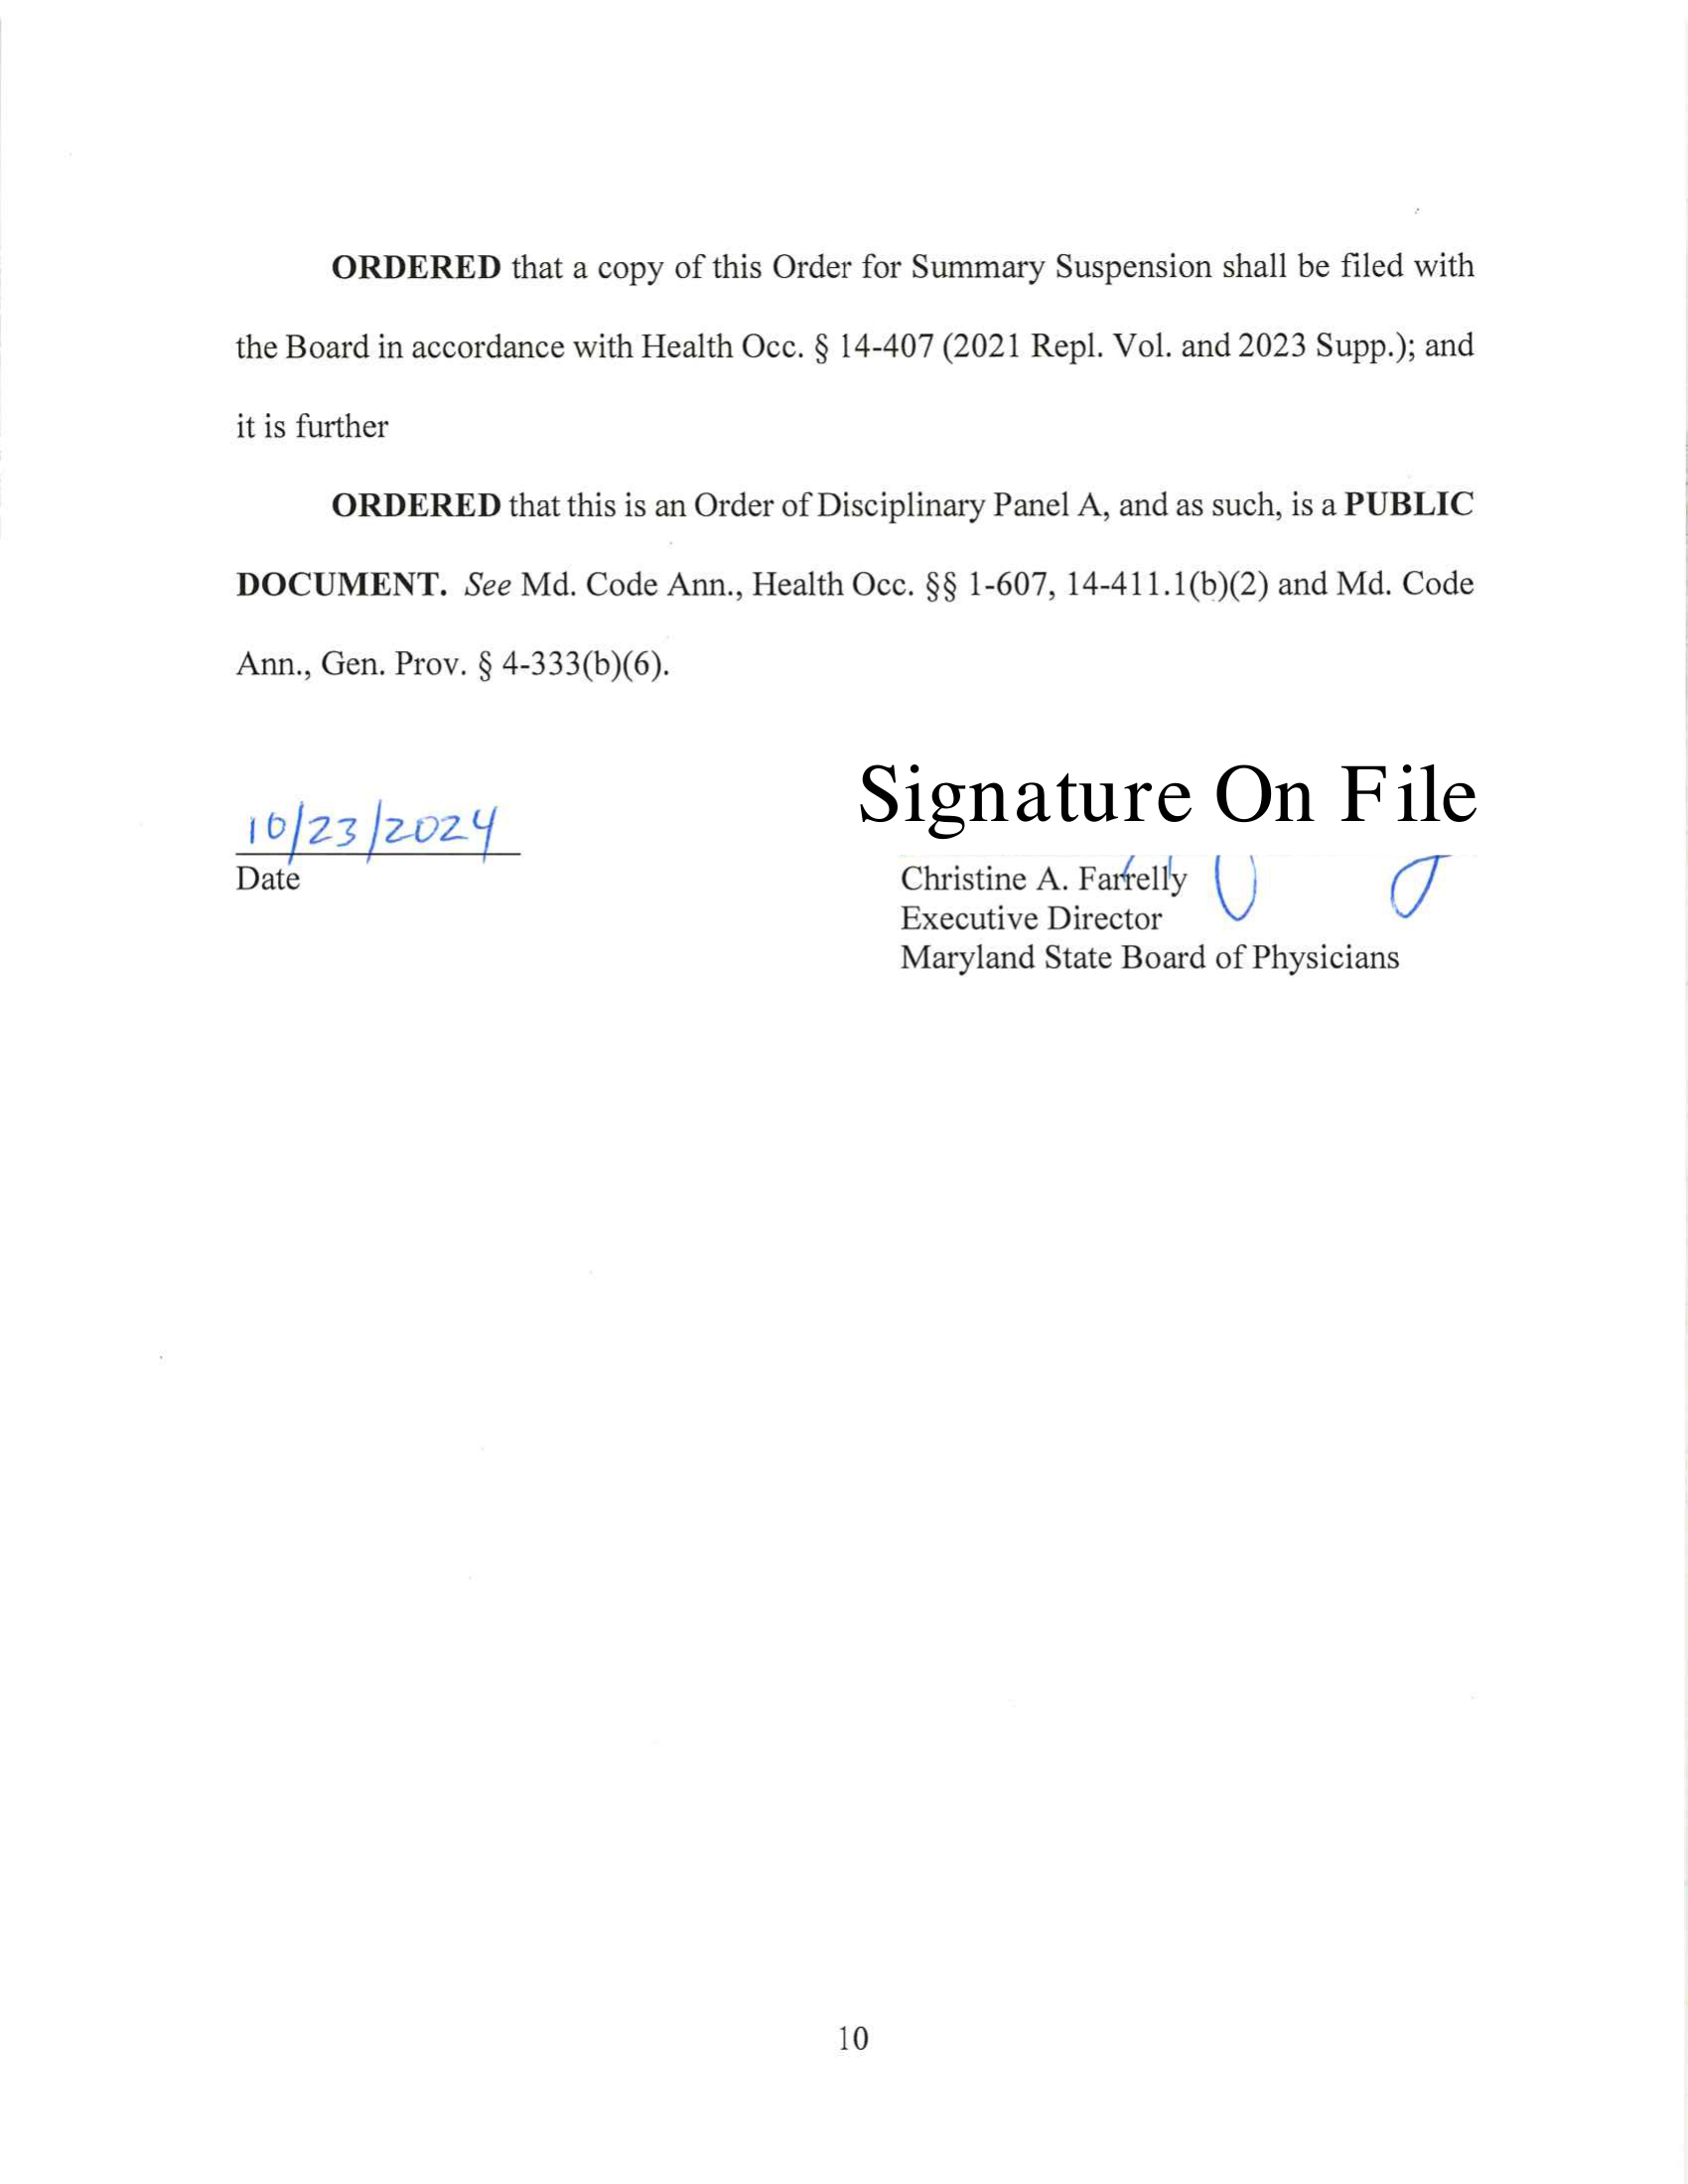 ORDERED that a copy of this Order for Summary Suspension shall be filed with
the Board in accordance with Health Occ. § 14-407 (2021 Repl. Vol. and 2023 Supp.); and
it is further
ORDERED that this is an Order of Disciplinary Panel A, and as such, is a PUBLIC
DOCUMENT. See Md. Code Ann., Health Occ. §§ 1-607, 14-411.1(b)(2) and Md. Code
Ann., Gen. Prov. § 4-333(b)(6).
Signature On File
10/23/2024
Date
Christine A. Farrelly
Executive Director
Maryland State Board of Physicians
10